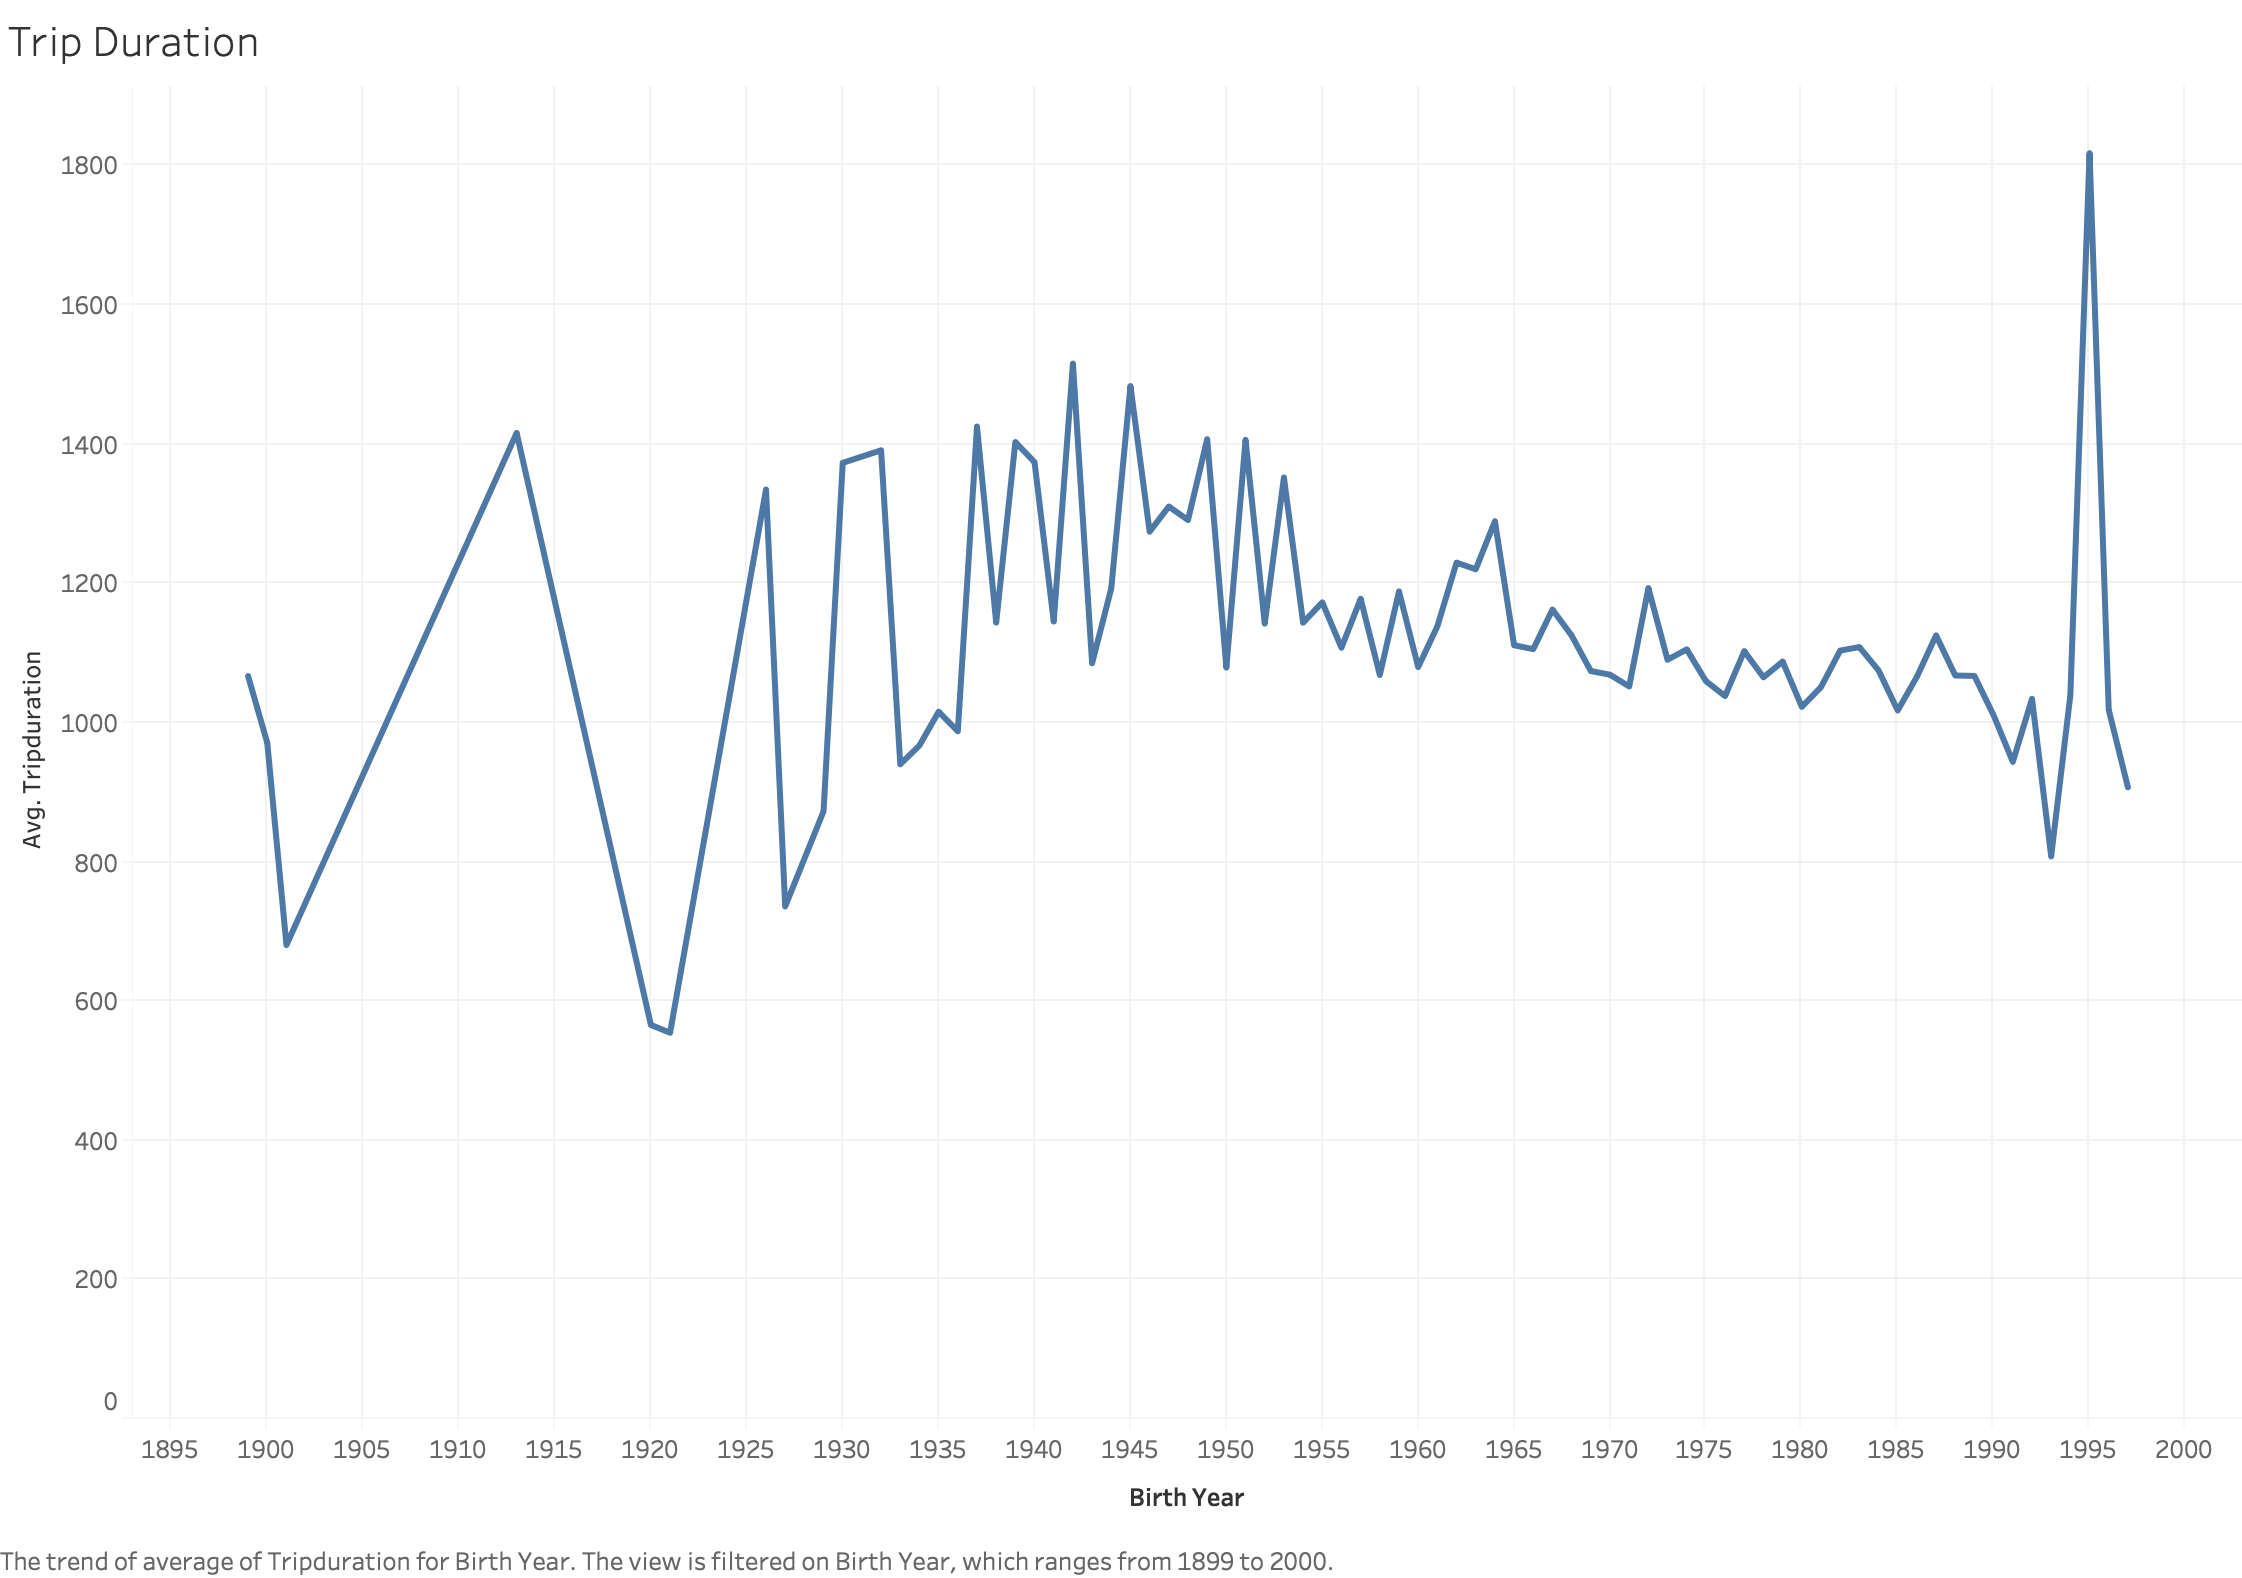 Trip Duration
1800
1600
1400
1200
1000
800
600
400
200
0
Avg. Tripduration
1895 1900 1905 1910 1915 1920 1925 1930 1935 1940 1945 1950 1955 1960 1965 1970 1975 1980 1985 1990 1995 2000
Birth Year
The trend of average of Tripduration for Birth Year. The view is filtered on Birth Year, which ranges from 1899 to 2000.